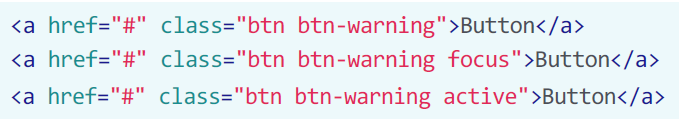 <a href="#" class="btn btn-warning">Button</a>
<a href="#" class="btn btn-warning focus">Button</a>
<a href="#" class="btn btn-warning active">Button</a>